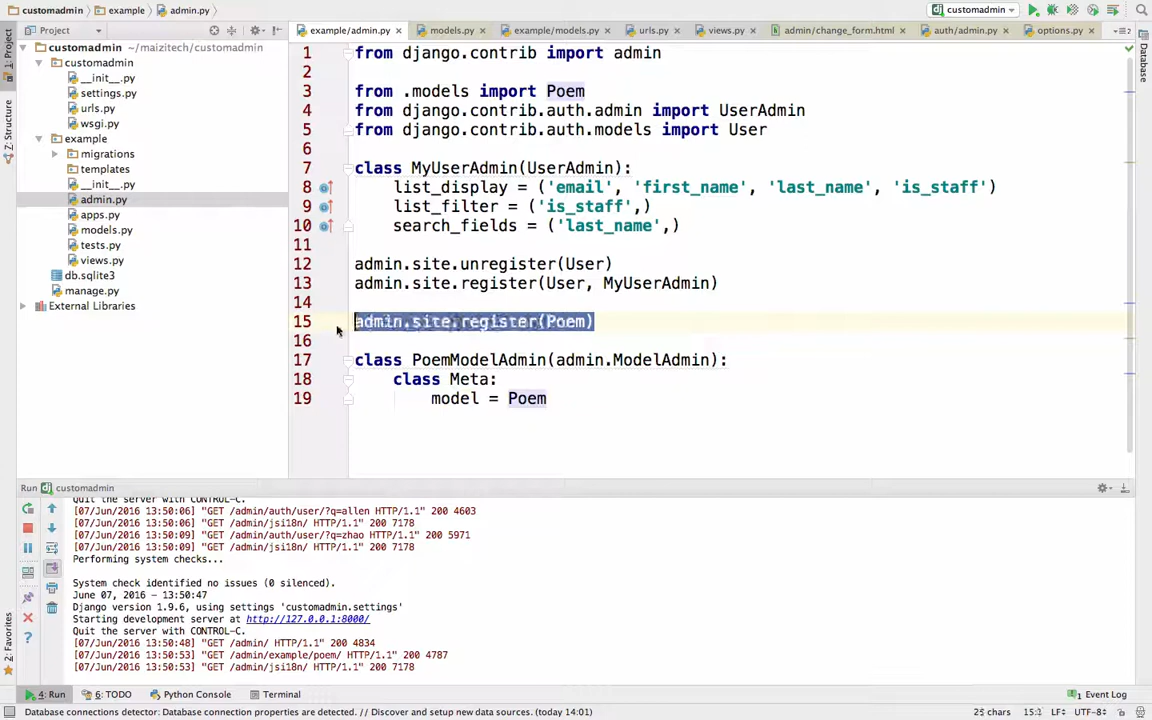 customadmin example admin.py
customadmin
Project
example/admin.py models.py example/models.py urls.py views.py admin/change_form.html auth/admin.py options.py
1: Project
Z: Structure
2: Favorites
Database
customadmin ~/maizitech/customadmin
customadmin
__init__.py
settings.py
urls.py
wsgi.py
example
migrations
templates
__init__.py
admin.py
apps.py
models.py
tests.py
views.py
db.sqlite3
manage.py
External Libraries
1 from django.contrib import admin
2
3 from .models import Poem
4 from django.contrib.auth.admin import UserAdmin
5 from django.contrib.auth.models import User
6
7 class MyUserAdmin(UserAdmin):
8 list_display = ('email', 'first_name', 'last_name', 'is_staff')
9 list_filter = ('is_staff',)
10 search_fields = ('last_name',)
11
12 admin.site.unregister(User)
13 admin.site.register(User, MyUserAdmin)
14
15 admin.site.register(Poem)
16
17 class PoemModelAdmin(admin.ModelAdmin):
18 class Meta:
19 model = Poem
Run customadmin
Quit the server with CONTROL-C.
[07/Jun/2016 13:50:06] "GET /admin/auth/user/?q=allen HTTP/1.1" 200 4603
[07/Jun/2016 13:50:06] "GET /admin/jsi18n/ HTTP/1.1" 200 7178
[07/Jun/2016 13:50:09] "GET /admin/auth/user/?q=zhao HTTP/1.1" 200 5971
[07/Jun/2016 13:50:09] "GET /admin/jsi18n/ HTTP/1.1" 200 7178
Performing system checks...
System check identified no issues (0 silenced).
June 07, 2016 - 13:50:47
Django version 1.9.6, using settings 'customadmin.settings'
Starting development server at http://127.0.0.1:8000/
Quit the server with CONTROL-C.
[07/Jun/2016 13:50:48] "GET /admin/ HTTP/1.1" 200 4834
[07/Jun/2016 13:50:53] "GET /admin/example/poem/ HTTP/1.1" 200 4787
[07/Jun/2016 13:50:53] "GET /admin/jsi18n/ HTTP/1.1" 200 7178
4: Run 6: TODO Python Console Terminal 1 Event Log
Database connections detector: Database connection properties are detected. // Discover and setup new data sources. (today 14:01) 25 chars 15:1 LF÷ UTF-8÷